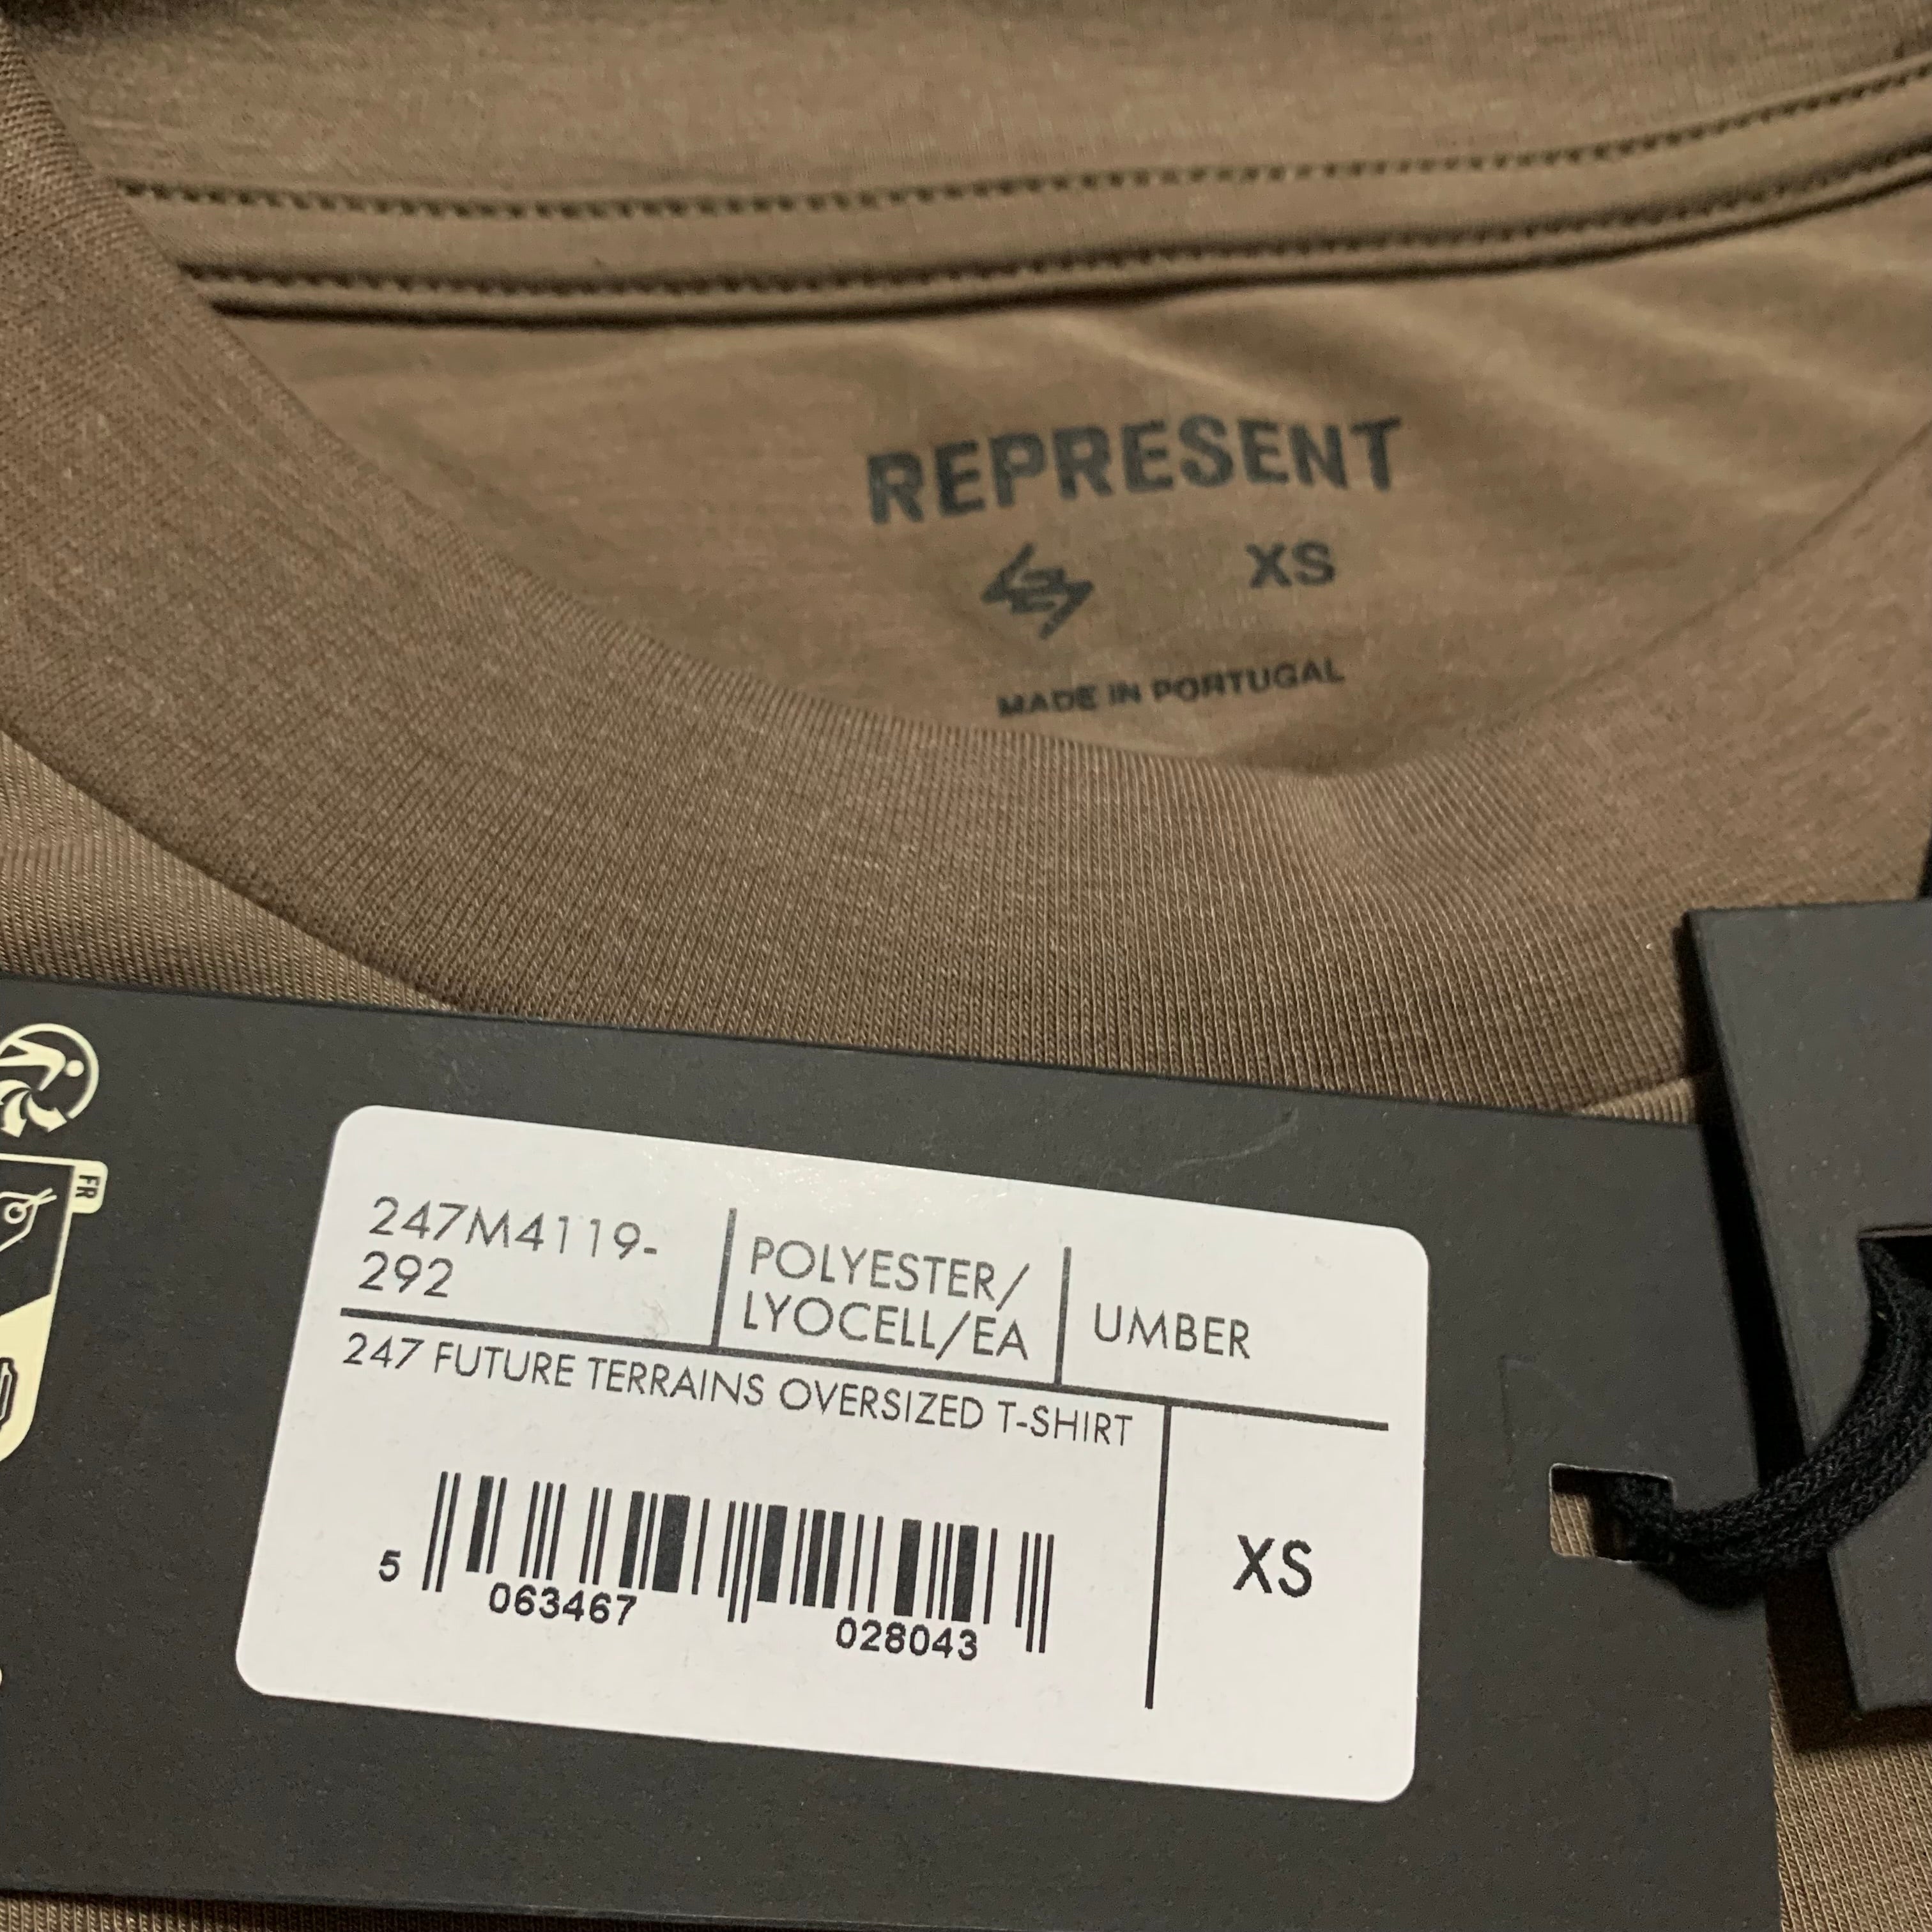 REPRESENT
247 XS
MADE IN PORTUGAL
FR
247M4119-
292
POLYESTER/
LYOCELL/EA
UMBER
247 FUTURE TERRAINS OVERSIZED T-SHIRT
5 063467 028043
XS